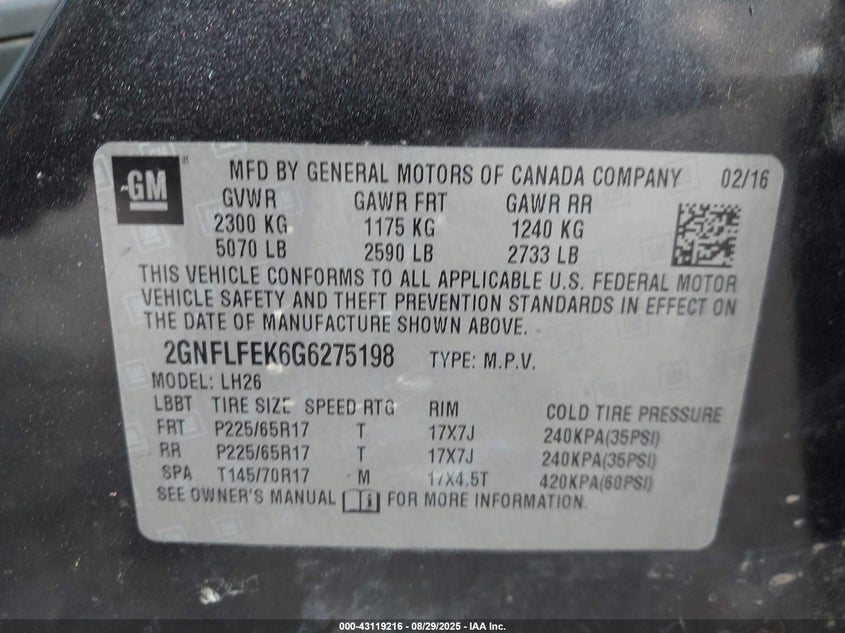 GM
MFD BY GENERAL MOTORS OF CANADA COMPANY 02/16
GVWR GAWR FRT GAWR RR
2300 KG 1175 KG 1240 KG
5070 LB 2590 LB 2733 LB
THIS VEHICLE CONFORMS TO ALL APPLICABLE U.S. FEDERAL MOTOR
VEHICLE SAFETY AND THEFT PREVENTION STANDARDS IN EFFECT ON
THE DATE OF MANUFACTURE SHOWN ABOVE.
2GNFLFEK6G6275198 TYPE: M.P.V.
MODEL: LH26
LBBT TIRE SIZE SPEED RTG RIM COLD TIRE PRESSURE
FRT P225/65R17 T 17X7J 240KPA(35PSI)
RR P225/65R17 T 17X7J 240KPA(35PSI)
SPA T145/70R17 M 17X4.5T 420KPA(60PSI)
SEE OWNER'S MANUAL i FOR MORE INFORMATION.
000-43119216 - 08/29/2025 - IAA Inc.